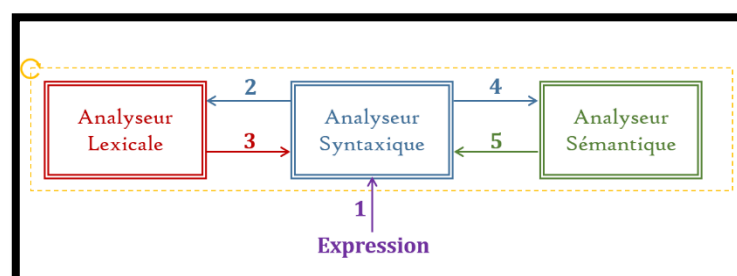 2
4
Analyseur
Lexicale
Analyseur
Syntaxique
Analyseur
Sémantique
3
5
1
Expression